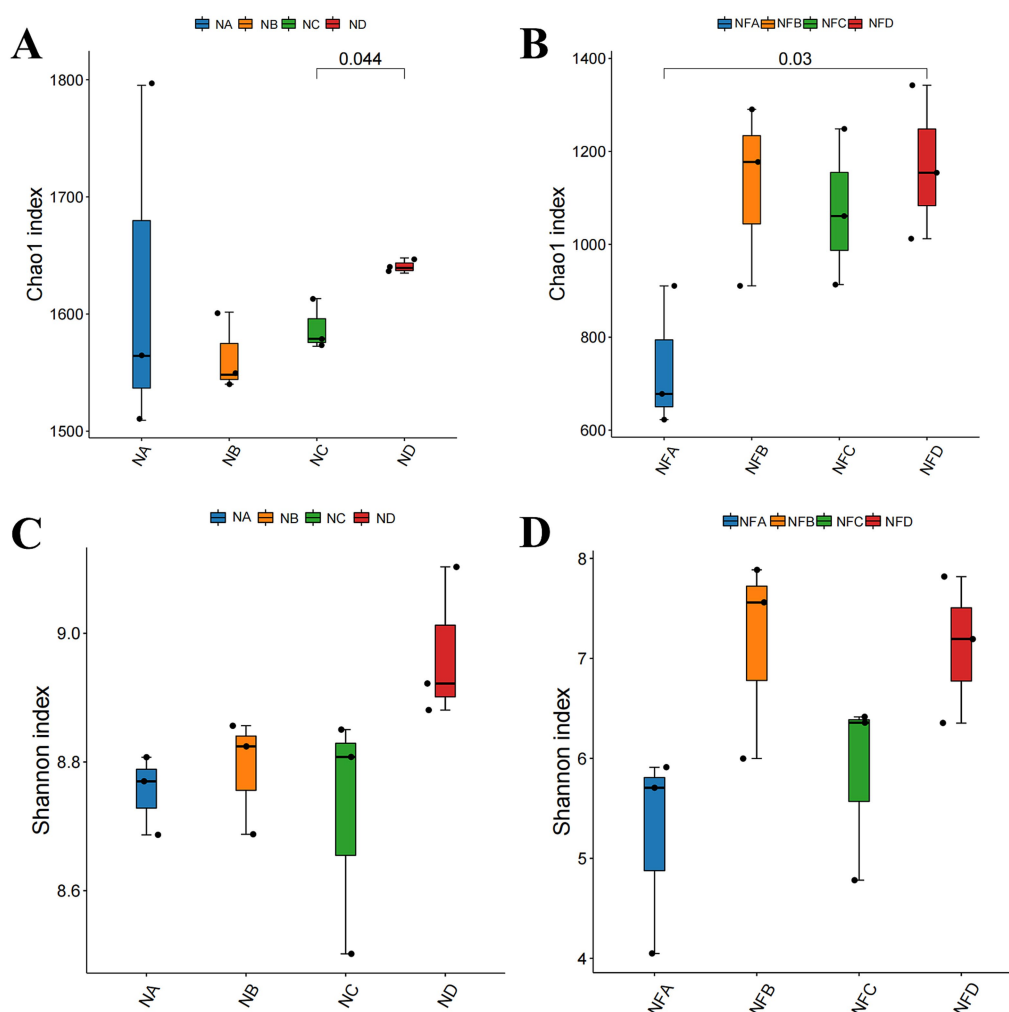 A
NA NB NC ND
0.044
Chao1 index
1800
1700
1600
1500
NA NB NC ND
B
NFA NFB NFC NFD
0.03
Chao1 index
1400
1200
1000
800
600
NFA NFB NFC NFD
C
NA NB NC ND
Shannon index
9.0
8.8
8.6
NA NB NC ND
D
NFA NFB NFC NFD
Shannon index
8
7
6
5
4
NFA NFB NFC NFD